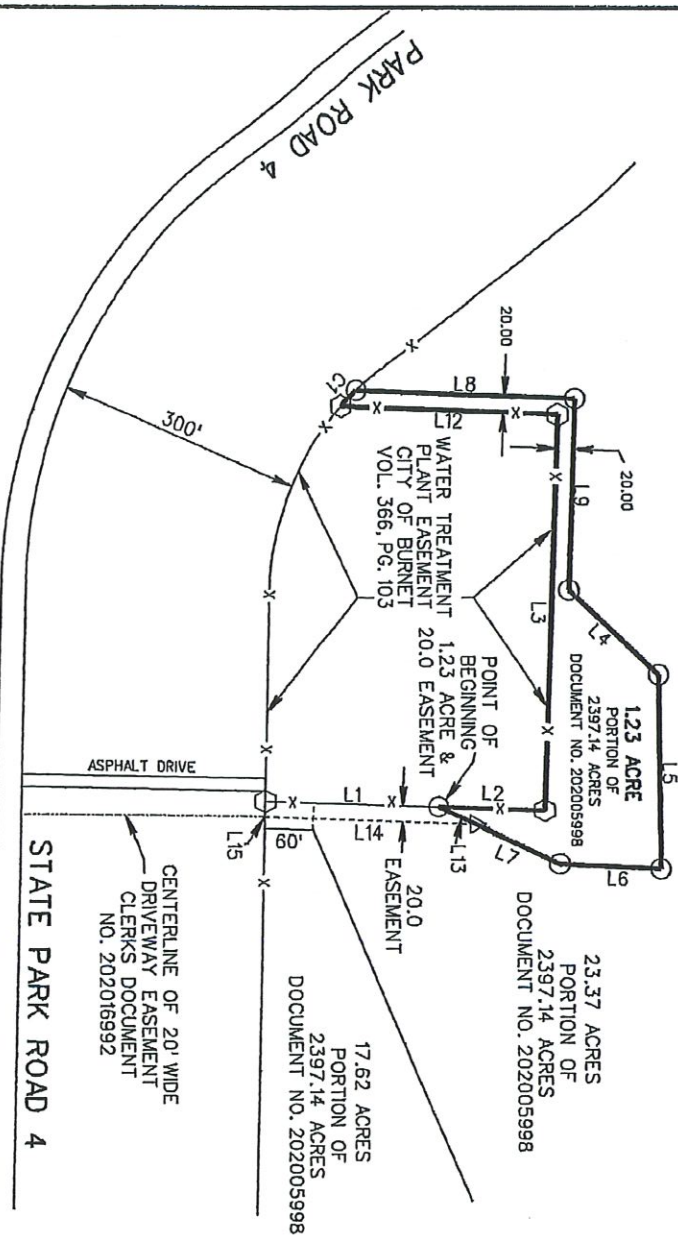 PARK ROAD 4
20.00
20.00
L8
L12
L9
C1
300'
WATER TREATMENT
PLANT EASEMENT
CITY OF BURNET
VOL. 366, PG. 103
L3
L4
L5
1.23 ACRE
PORTION OF
2397.14 ACRES
DOCUMENT NO. 202005998
POINT OF
BEGINNING
1.23 ACRE &
20.0 EASEMENT
L2
L1
L6
L7
L13
L14
L15
60'
20.0
EASEMENT
ASPHALT DRIVE
23.37 ACRES
PORTION OF
2397.14 ACRES
DOCUMENT NO. 202005998
17.62 ACRES
PORTION OF
2397.14 ACRES
DOCUMENT NO. 202005998
CENTERLINE OF 20' WIDE
DRIVEWAY EASEMENT
CLERKS DOCUMENT
NO. 202016992
STATE PARK ROAD 4